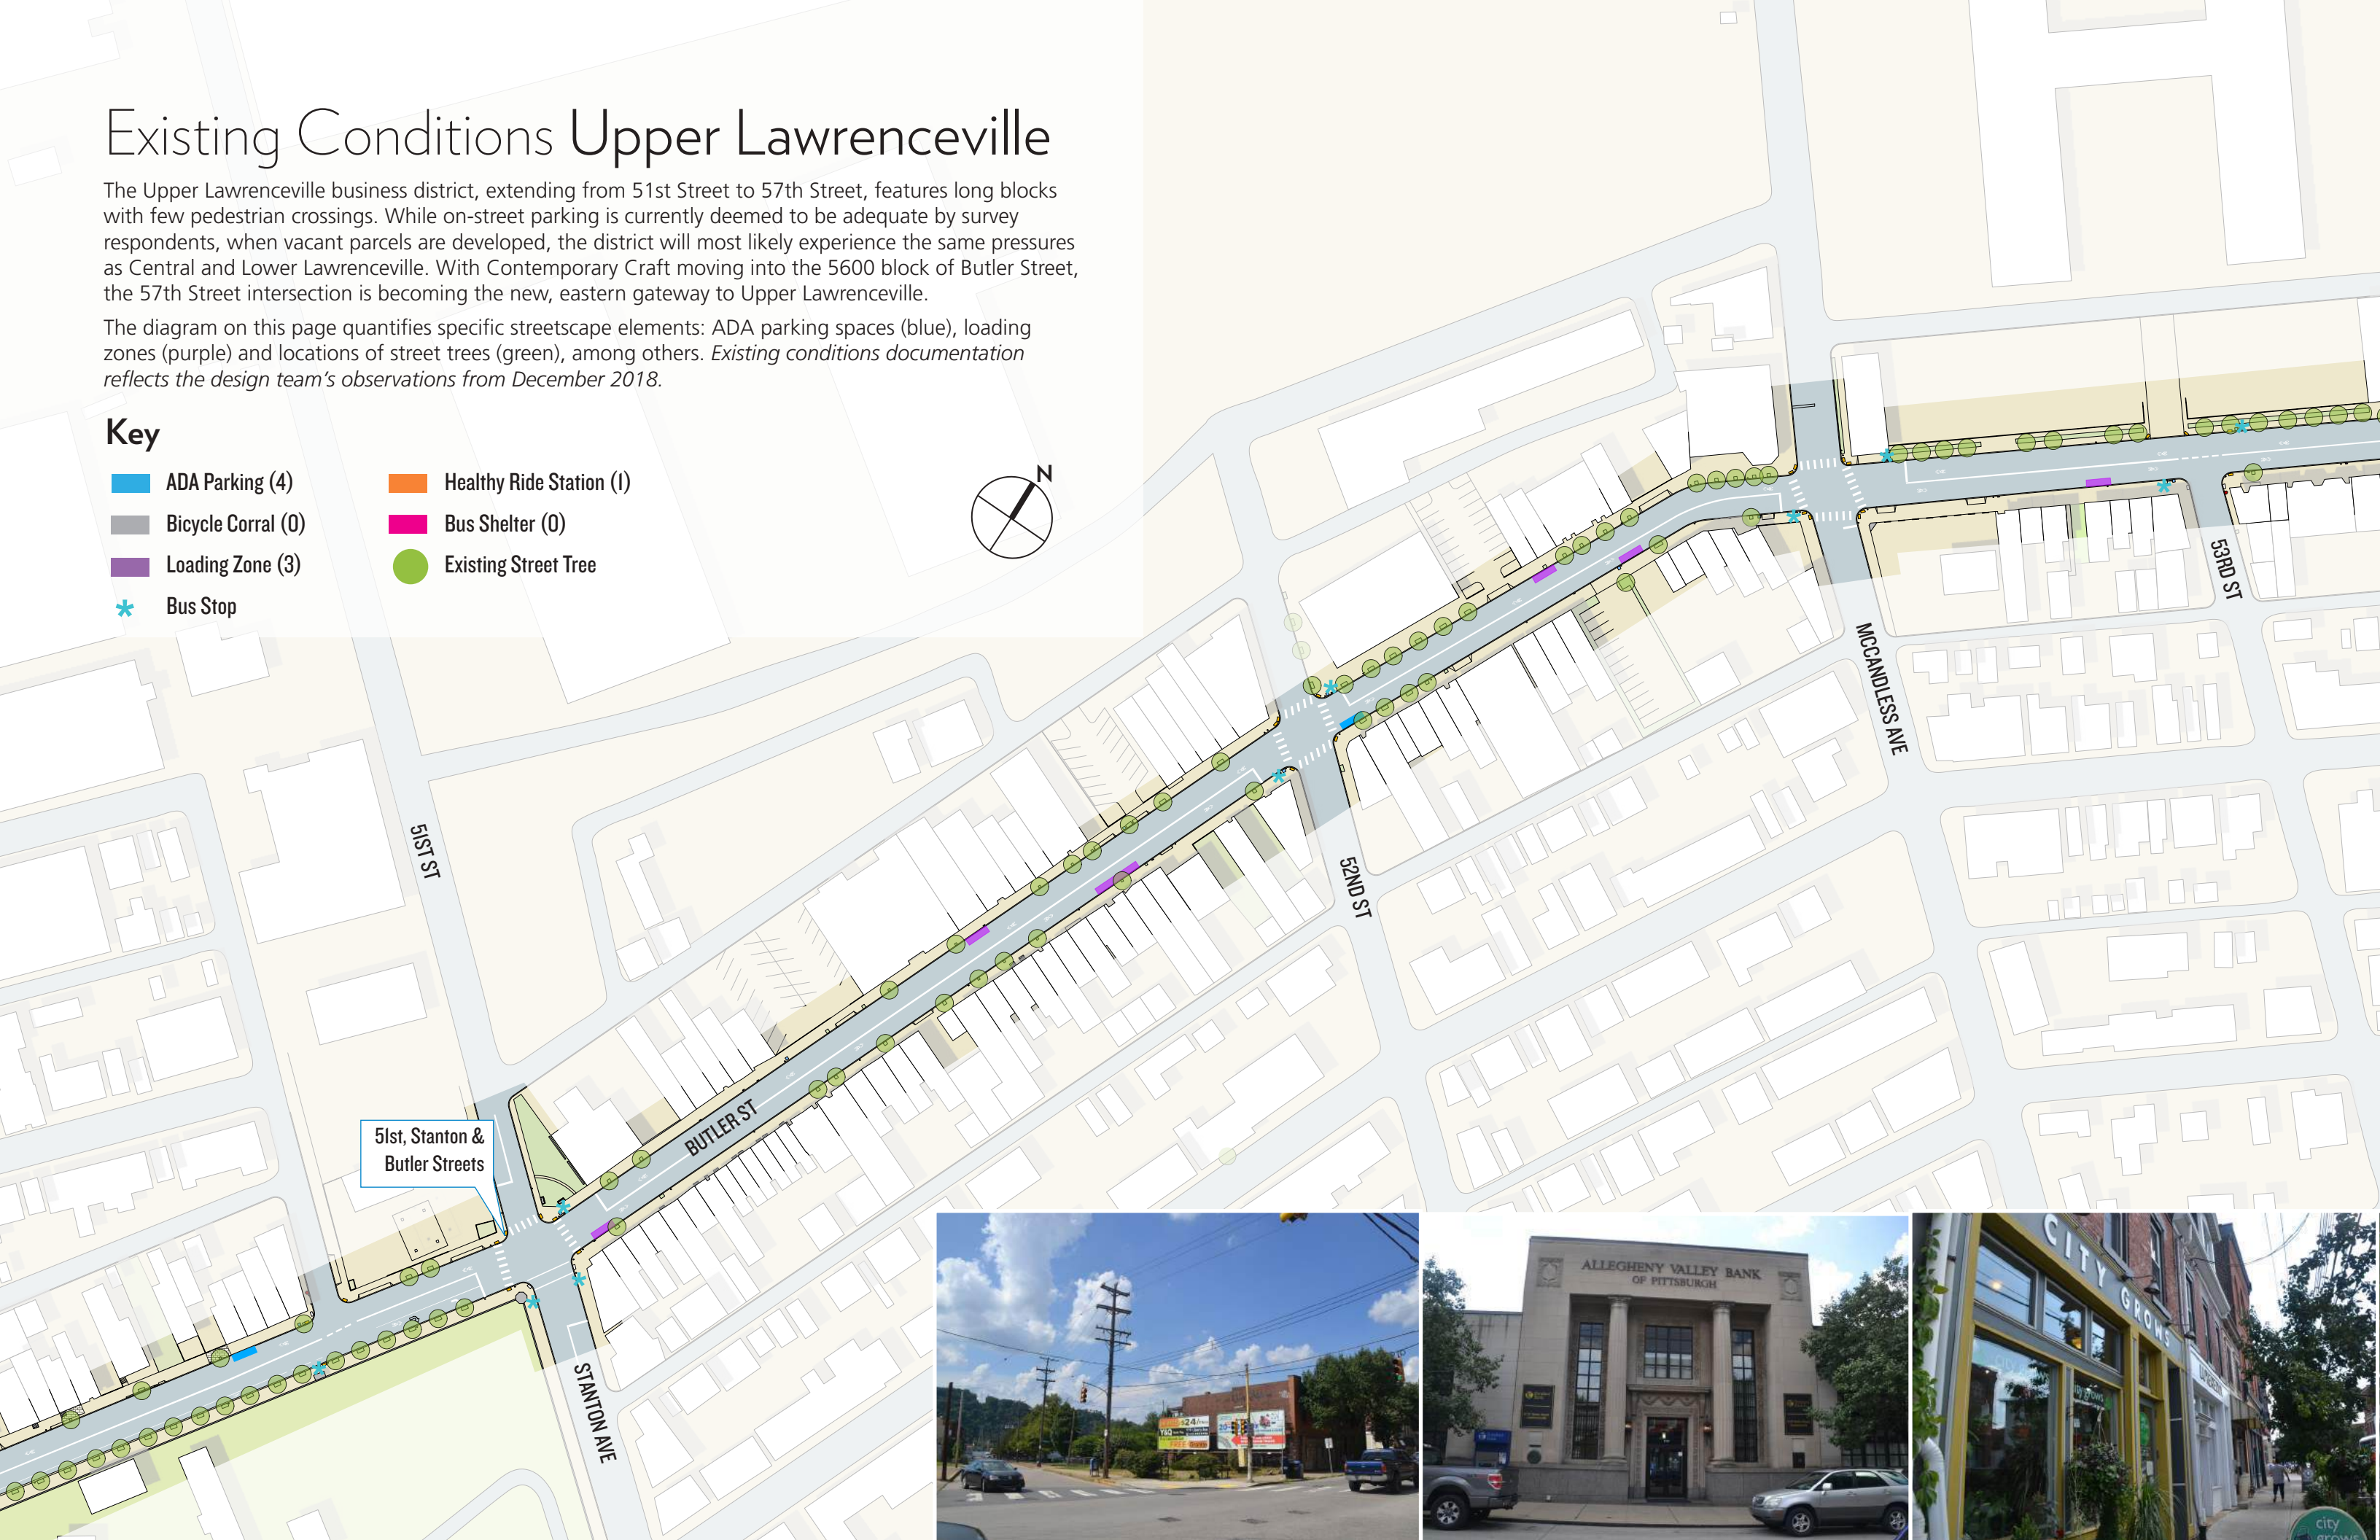 Existing Conditions Upper Lawrenceville
The Upper Lawrenceville business district, extending from 51st Street to 57th Street, features long blocks
with few pedestrian crossings. While on-street parking is currently deemed to be adequate by survey
respondents, when vacant parcels are developed, the district will most likely experience the same pressures
as Central and Lower Lawrenceville. With Contemporary Craft moving into the 5600 block of Butler Street,
the 57th Street intersection is becoming the new, eastern gateway to Upper Lawrenceville.
The diagram on this page quantifies specific streetscape elements: ADA parking spaces (blue), loading
zones (purple) and locations of street trees (green), among others. Existing conditions documentation
reflects the design team's observations from December 2018.
Key
ADA Parking (4)
Bicycle Corral (0)
Loading Zone (3)
Bus Stop
Healthy Ride Station (1)
Bus Shelter (0)
Existing Street Tree
N
53RD ST
MCCANDLESS AVE
51ST ST
52ND ST
BUTLER ST
51st, Stanton &
Butler Streets
STANTON AVE
ALLEGHENY VALLEY BANK
OF PITTSBURGH
CITY GROWS
city
grows